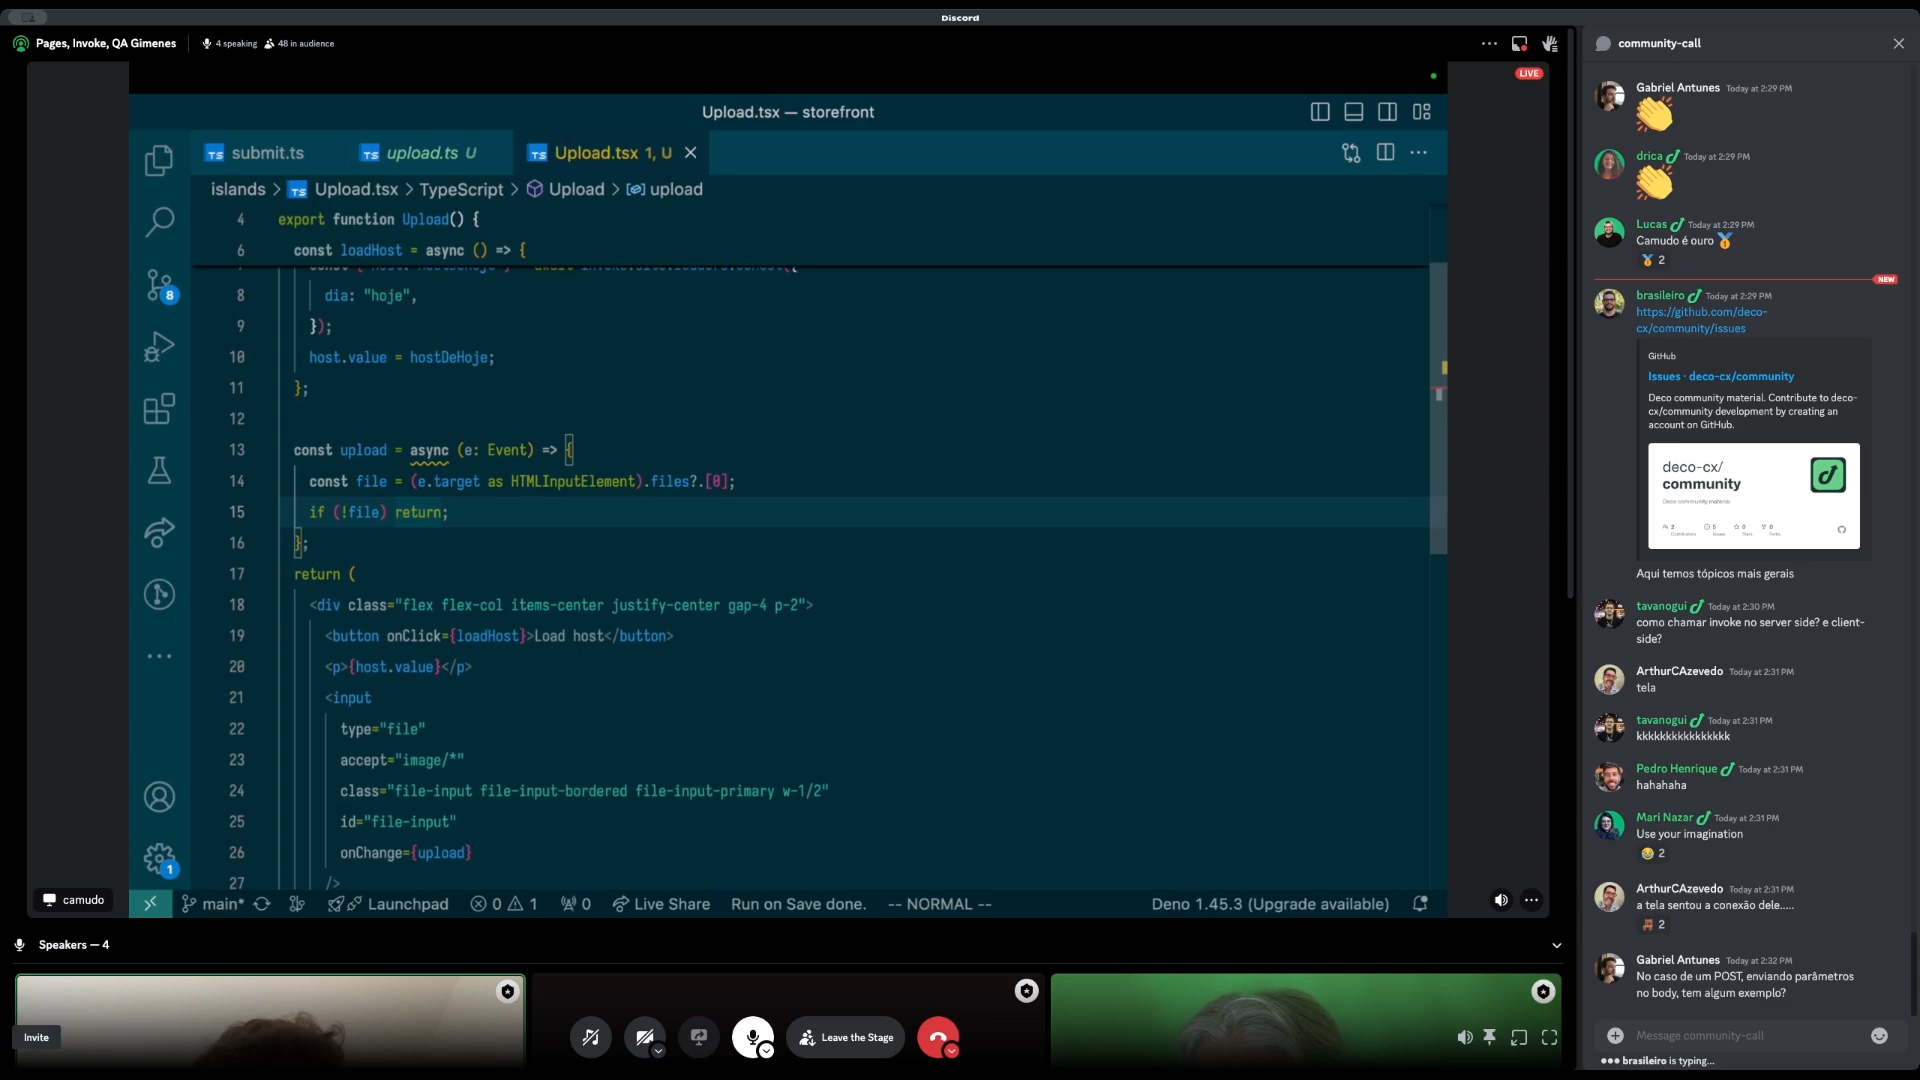 Discord
Pages, Invoke, QA Gimenes
4 speaking
48 in audience
LIVE
Upload.tsx — storefront
TS submit.ts
TS upload.ts U
TS Upload.tsx 1, U
islands > TS Upload.tsx > TypeScript > Upload > upload
4 export function Upload() {
6 const loadHost = async () => {
8 dia: "hoje",
9 });
10 host.value = hostDeHoje;
11 };
12
13 const upload = async (e: Event) => {
14 const file = (e.target as HTMLInputElement).files?.[0];
15 if (!file) return;
16 };
17 return (
18 <div class="flex flex-col items-center justify-center gap-4 p-2">
19 <button onClick={loadHost}>Load host</button>
20 <p>{host.value}</p>
21 <input
22 type="file"
23 accept="image/*"
24 class="file-input file-input-bordered file-input-primary w-1/2"
25 id="file-input"
26 onChange={upload}
27 />
8
1
main*
Launchpad
0
1
0
Live Share
Run on Save done.
-- NORMAL --
Deno 1.45.3 (Upgrade available)
camudo
Speakers — 4
Invite
Leave the Stage
community-call
Gabriel Antunes Today at 2:29 PM
drica Today at 2:29 PM
Lucas Today at 2:29 PM
Camudo é ouro
2
NEW
brasileiro Today at 2:29 PM
https://github.com/deco-
cx/community/issues
GitHub
Issues · deco-cx/community
Deco community material. Contribute to deco-
cx/community development by creating an
account on GitHub.
deco-cx/
community
Deco community material
2
5
0
0
Aqui temos tópicos mais gerais
tavanogui Today at 2:30 PM
como chamar invoke no server side? e client-
side?
ArthurCAzevedo Today at 2:31 PM
tela
tavanogui Today at 2:31 PM
kkkkkkkkkkkkkkkk
Pedro Henrique Today at 2:31 PM
hahahaha
Mari Nazar Today at 2:31 PM
Use your imagination
2
ArthurCAzevedo Today at 2:31 PM
a tela sentou a conexão dele.....
2
Gabriel Antunes Today at 2:32 PM
No caso de um POST, enviando parâmetros
no body, tem algum exemplo?
Message community-call
brasileiro is typing...